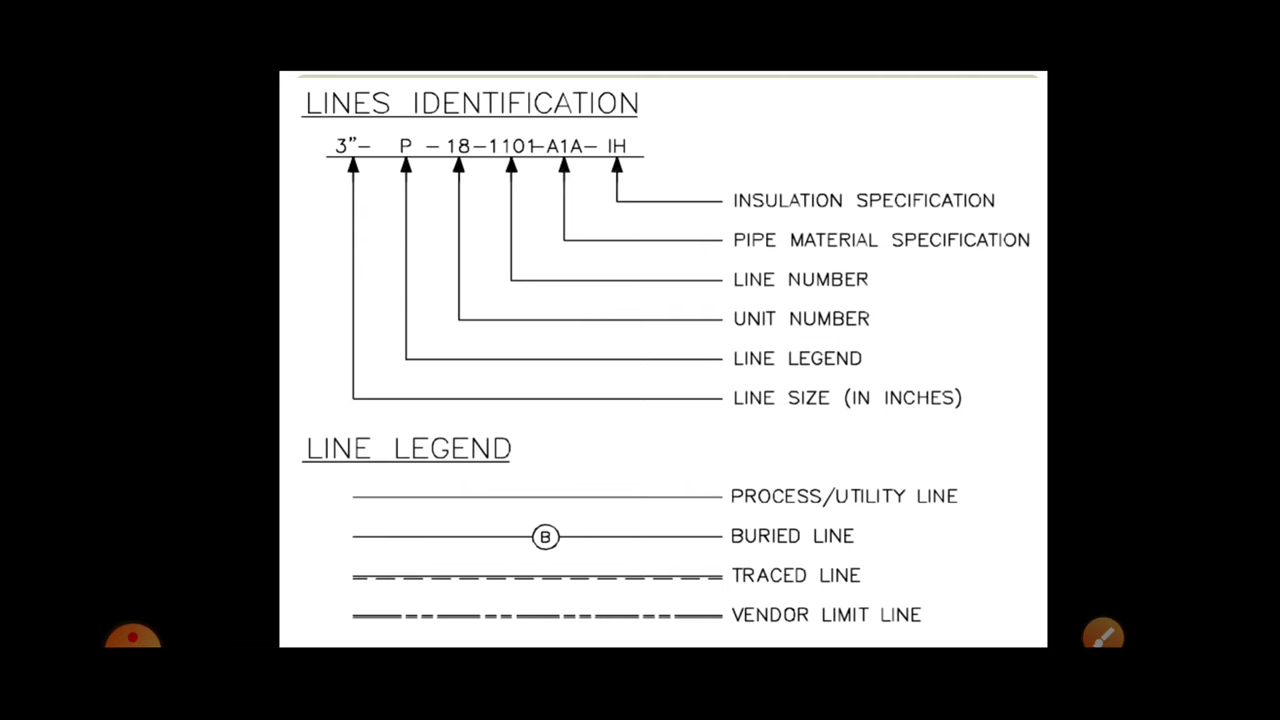 LINES IDENTIFICATION
3"- P - 18-1101-A1A- IH
INSULATION SPECIFICATION
PIPE MATERIAL SPECIFICATION
LINE NUMBER
UNIT NUMBER
LINE LEGEND
LINE SIZE (IN INCHES)
LINE LEGEND
PROCESS/UTILITY LINE
B BURIED LINE
TRACED LINE
VENDOR LIMIT LINE